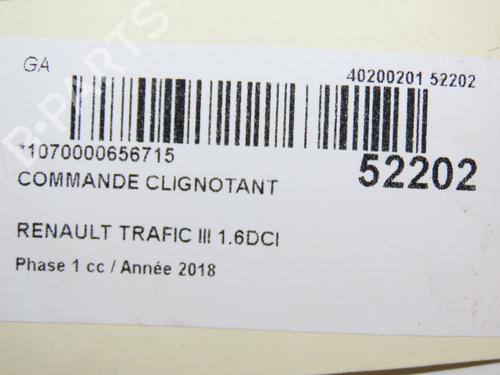 GA
40200201 52202
*1070000656715
52202
COMMANDE CLIGNOTANT
RENAULT TRAFIC III 1.6DCI
Phase 1 cc / Année 2018
B-PARTS